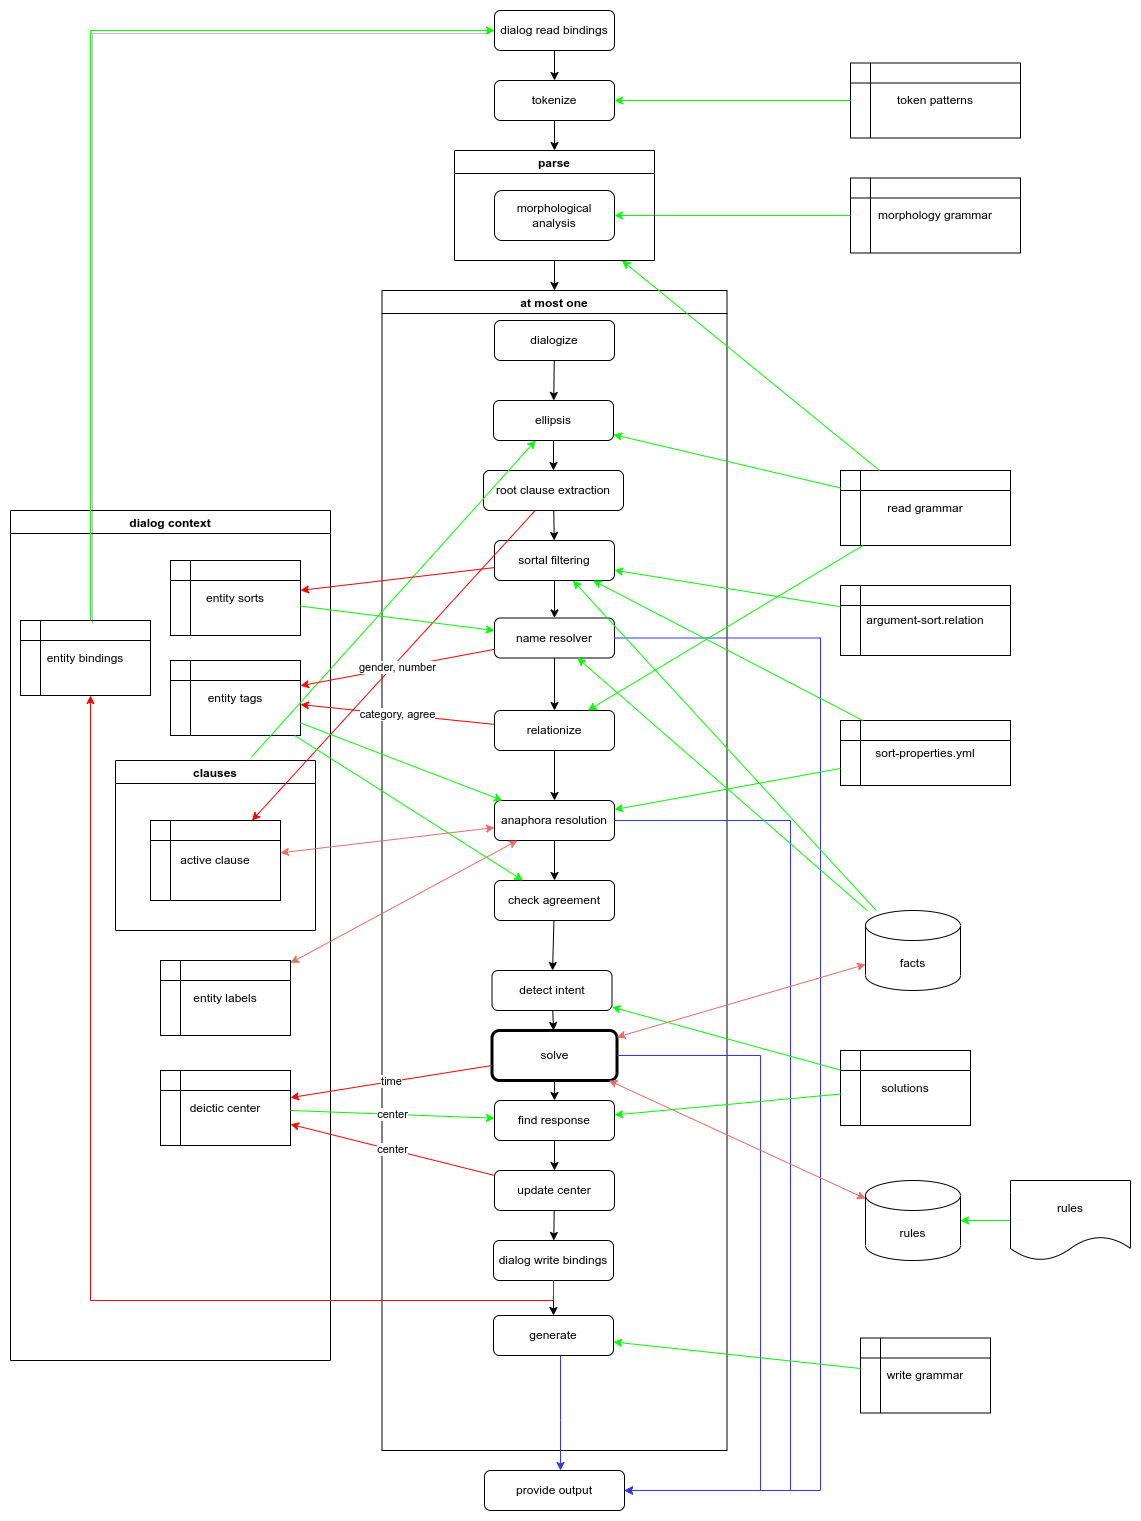 dialog read bindings
tokenize
token patterns
parse
morphological
analysis
morphology grammar
at most one
dialogize
ellipsis
root clause extraction
read grammar
dialog context
sortal filtering
entity sorts
argument-sort.relation
name resolver
entity bindings
gender, number
entity tags
category, agree
relationize
sort-properties.yml
clauses
anaphora resolution
active clause
check agreement
facts
detect intent
entity labels
solve
time
solutions
deictic center
center
find response
center
update center
rules
rules
dialog write bindings
generate
write grammar
provide output